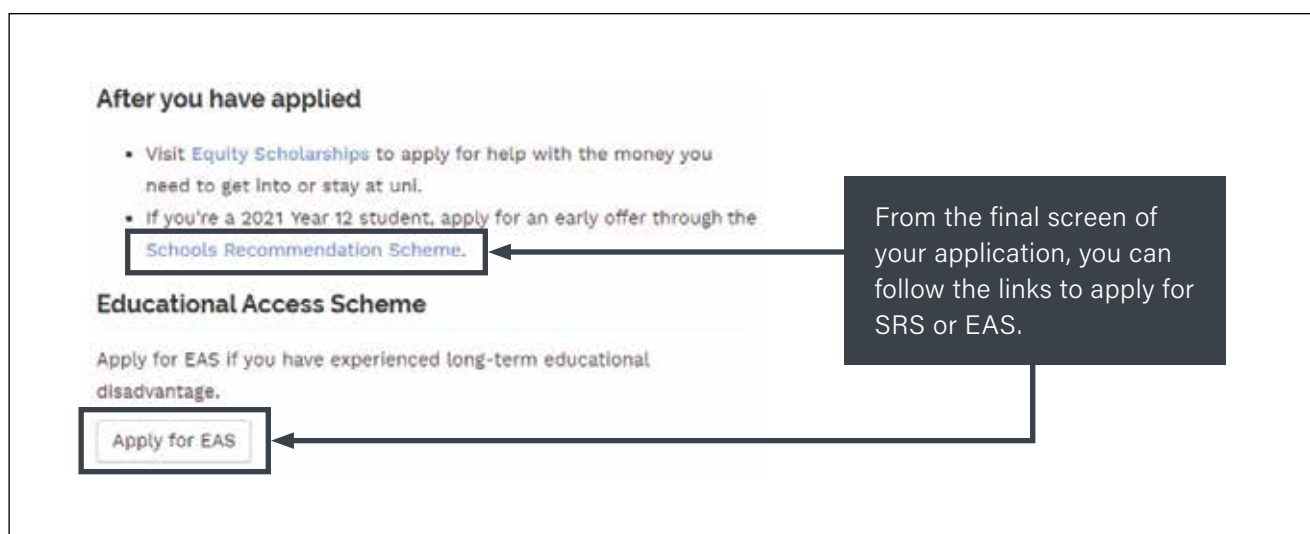 After you have applied
• Visit Equity Scholarships to apply for help with the money you
need to get into or stay at uni.
• If you're a 2021 Year 12 student, apply for an early offer through the
Schools Recommendation Scheme.
Educational Access Scheme
Apply for EAS if you have experienced long-term educational
disadvantage.
Apply for EAS
From the final screen of
your application, you can
follow the links to apply for
SRS or EAS.